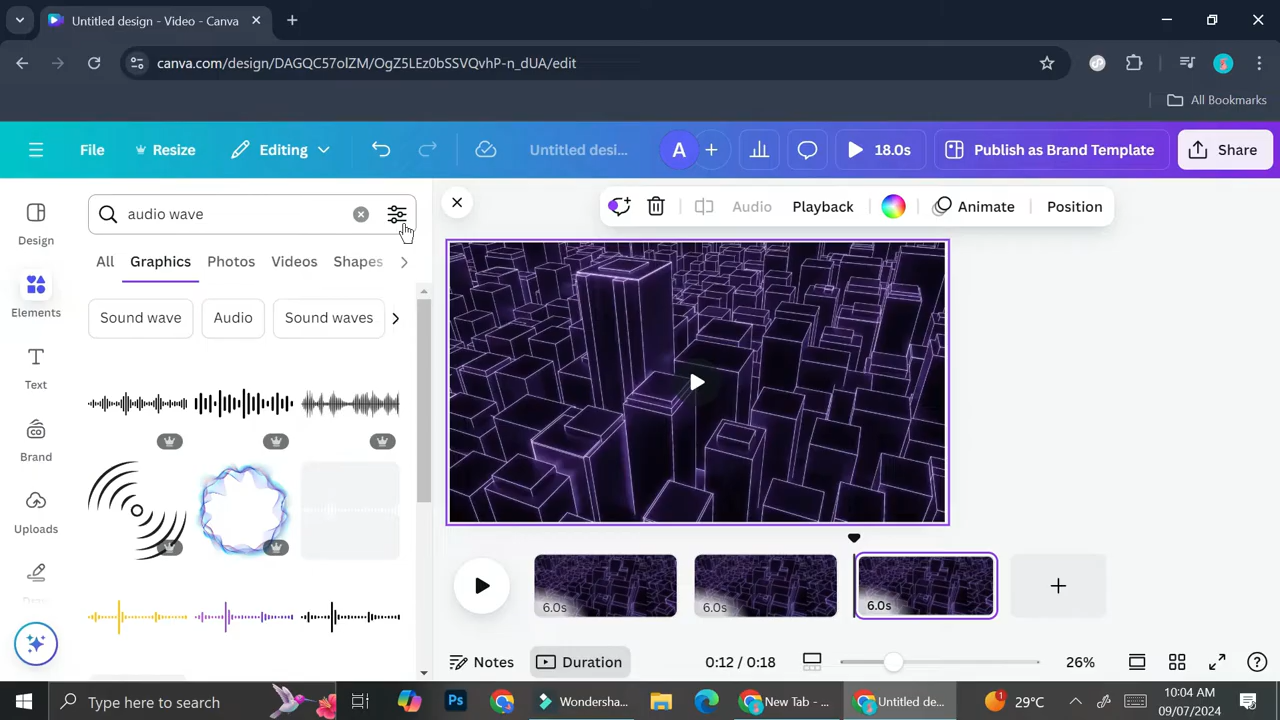 Untitled design - Video - Canva
canva.com/design/DAGQC57olZM/OgZ5LEz0bSSVQvhP-n_dUA/edit
All Bookmarks
File
Resize
Editing
Untitled desi...
A
18.0s
Publish as Brand Template
Share
Design
Elements
Text
Brand
Uploads
audio wave
All
Graphics
Photos
Videos
Shapes
Sound wave
Audio
Sound waves
Audio
Playback
Animate
Position
6.0s
6.0s
6.0s
Notes
Duration
0:12 / 0:18
26%
Type here to search
Ps
Wondersha...
New Tab - ...
Untitled de...
1
29°C
10:04 AM
09/07/2024